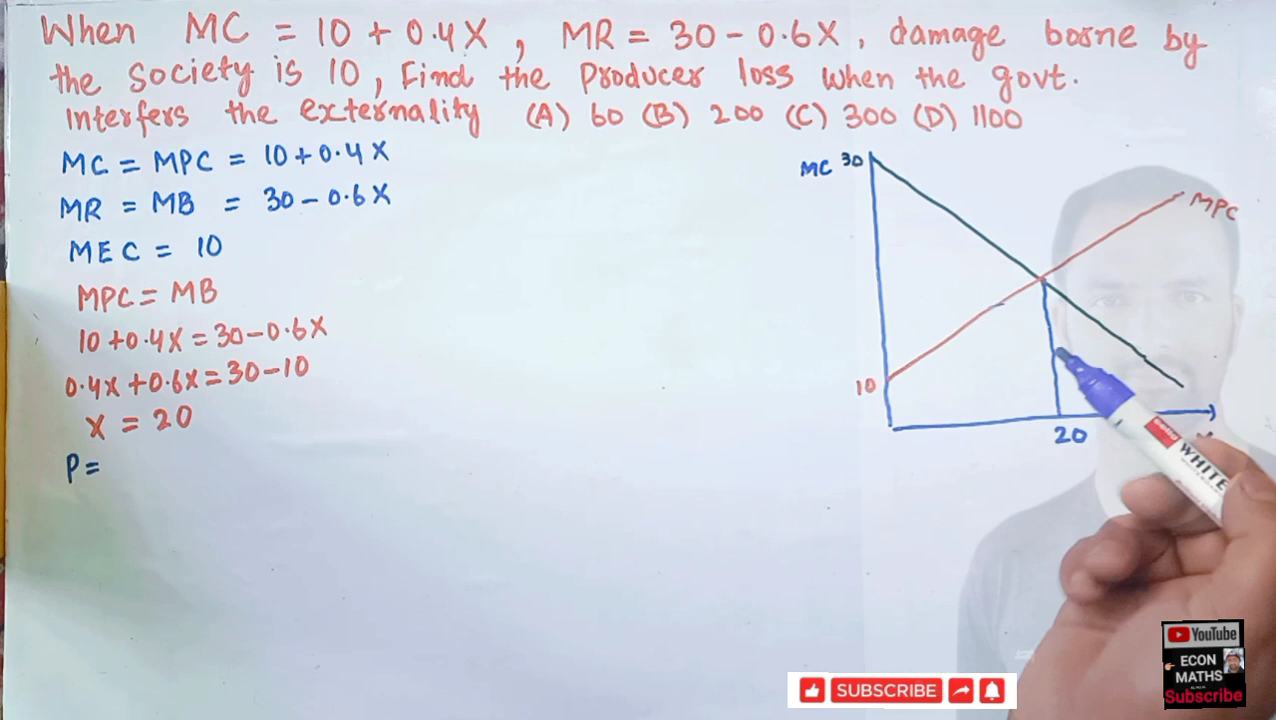 When MC = 10 + 0.4X, MR = 30 - 0.6X, damage borne by
the Society is 10, Find the Producer loss when the govt.
Interfers the externality (A) 60 (B) 200 (C) 300 (D) 1100
MC = MPC = 10 + 0.4X
MR = MB = 30 - 0.6X
MEC = 10
MPC = MB
10 + 0.4X = 30 - 0.6X
0.4X + 0.6X = 30 - 10
X = 20
P =
MC 30
MPC
10
20
WHITE
YouTube
ECON
MATHS
Subscribe
SUBSCRIBE